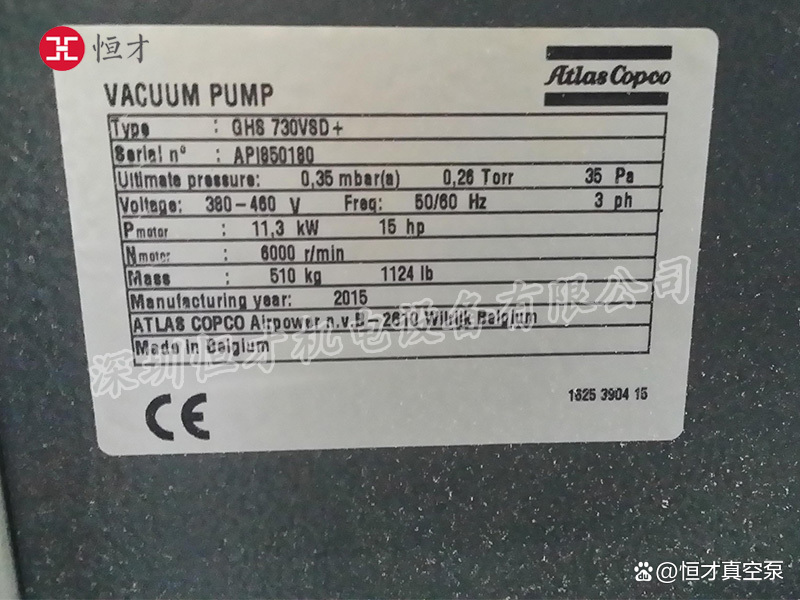 恒才
Atlas Copco
VACUUM PUMP
Type : GHS 730VSD+
Serial nº : API850180
Ultimate pressure: 0,35 mbar(a) 0,26 Torr 35 Pa
Voltage: 380-460 V Freq: 50/60 Hz 3 ph
Pmotor : 11,3 kW 15 hp
Nmotor : 6000 r/min
Mass : 510 kg 1124 lb
Manufacturing year: 2015
ATLAS COPCO Airpower n.v.B-2610 Wilrijk Belgium
Made in Belgium
深圳恒才机电设备有限公司
1625 3904 15
CE
@恒才真空泵